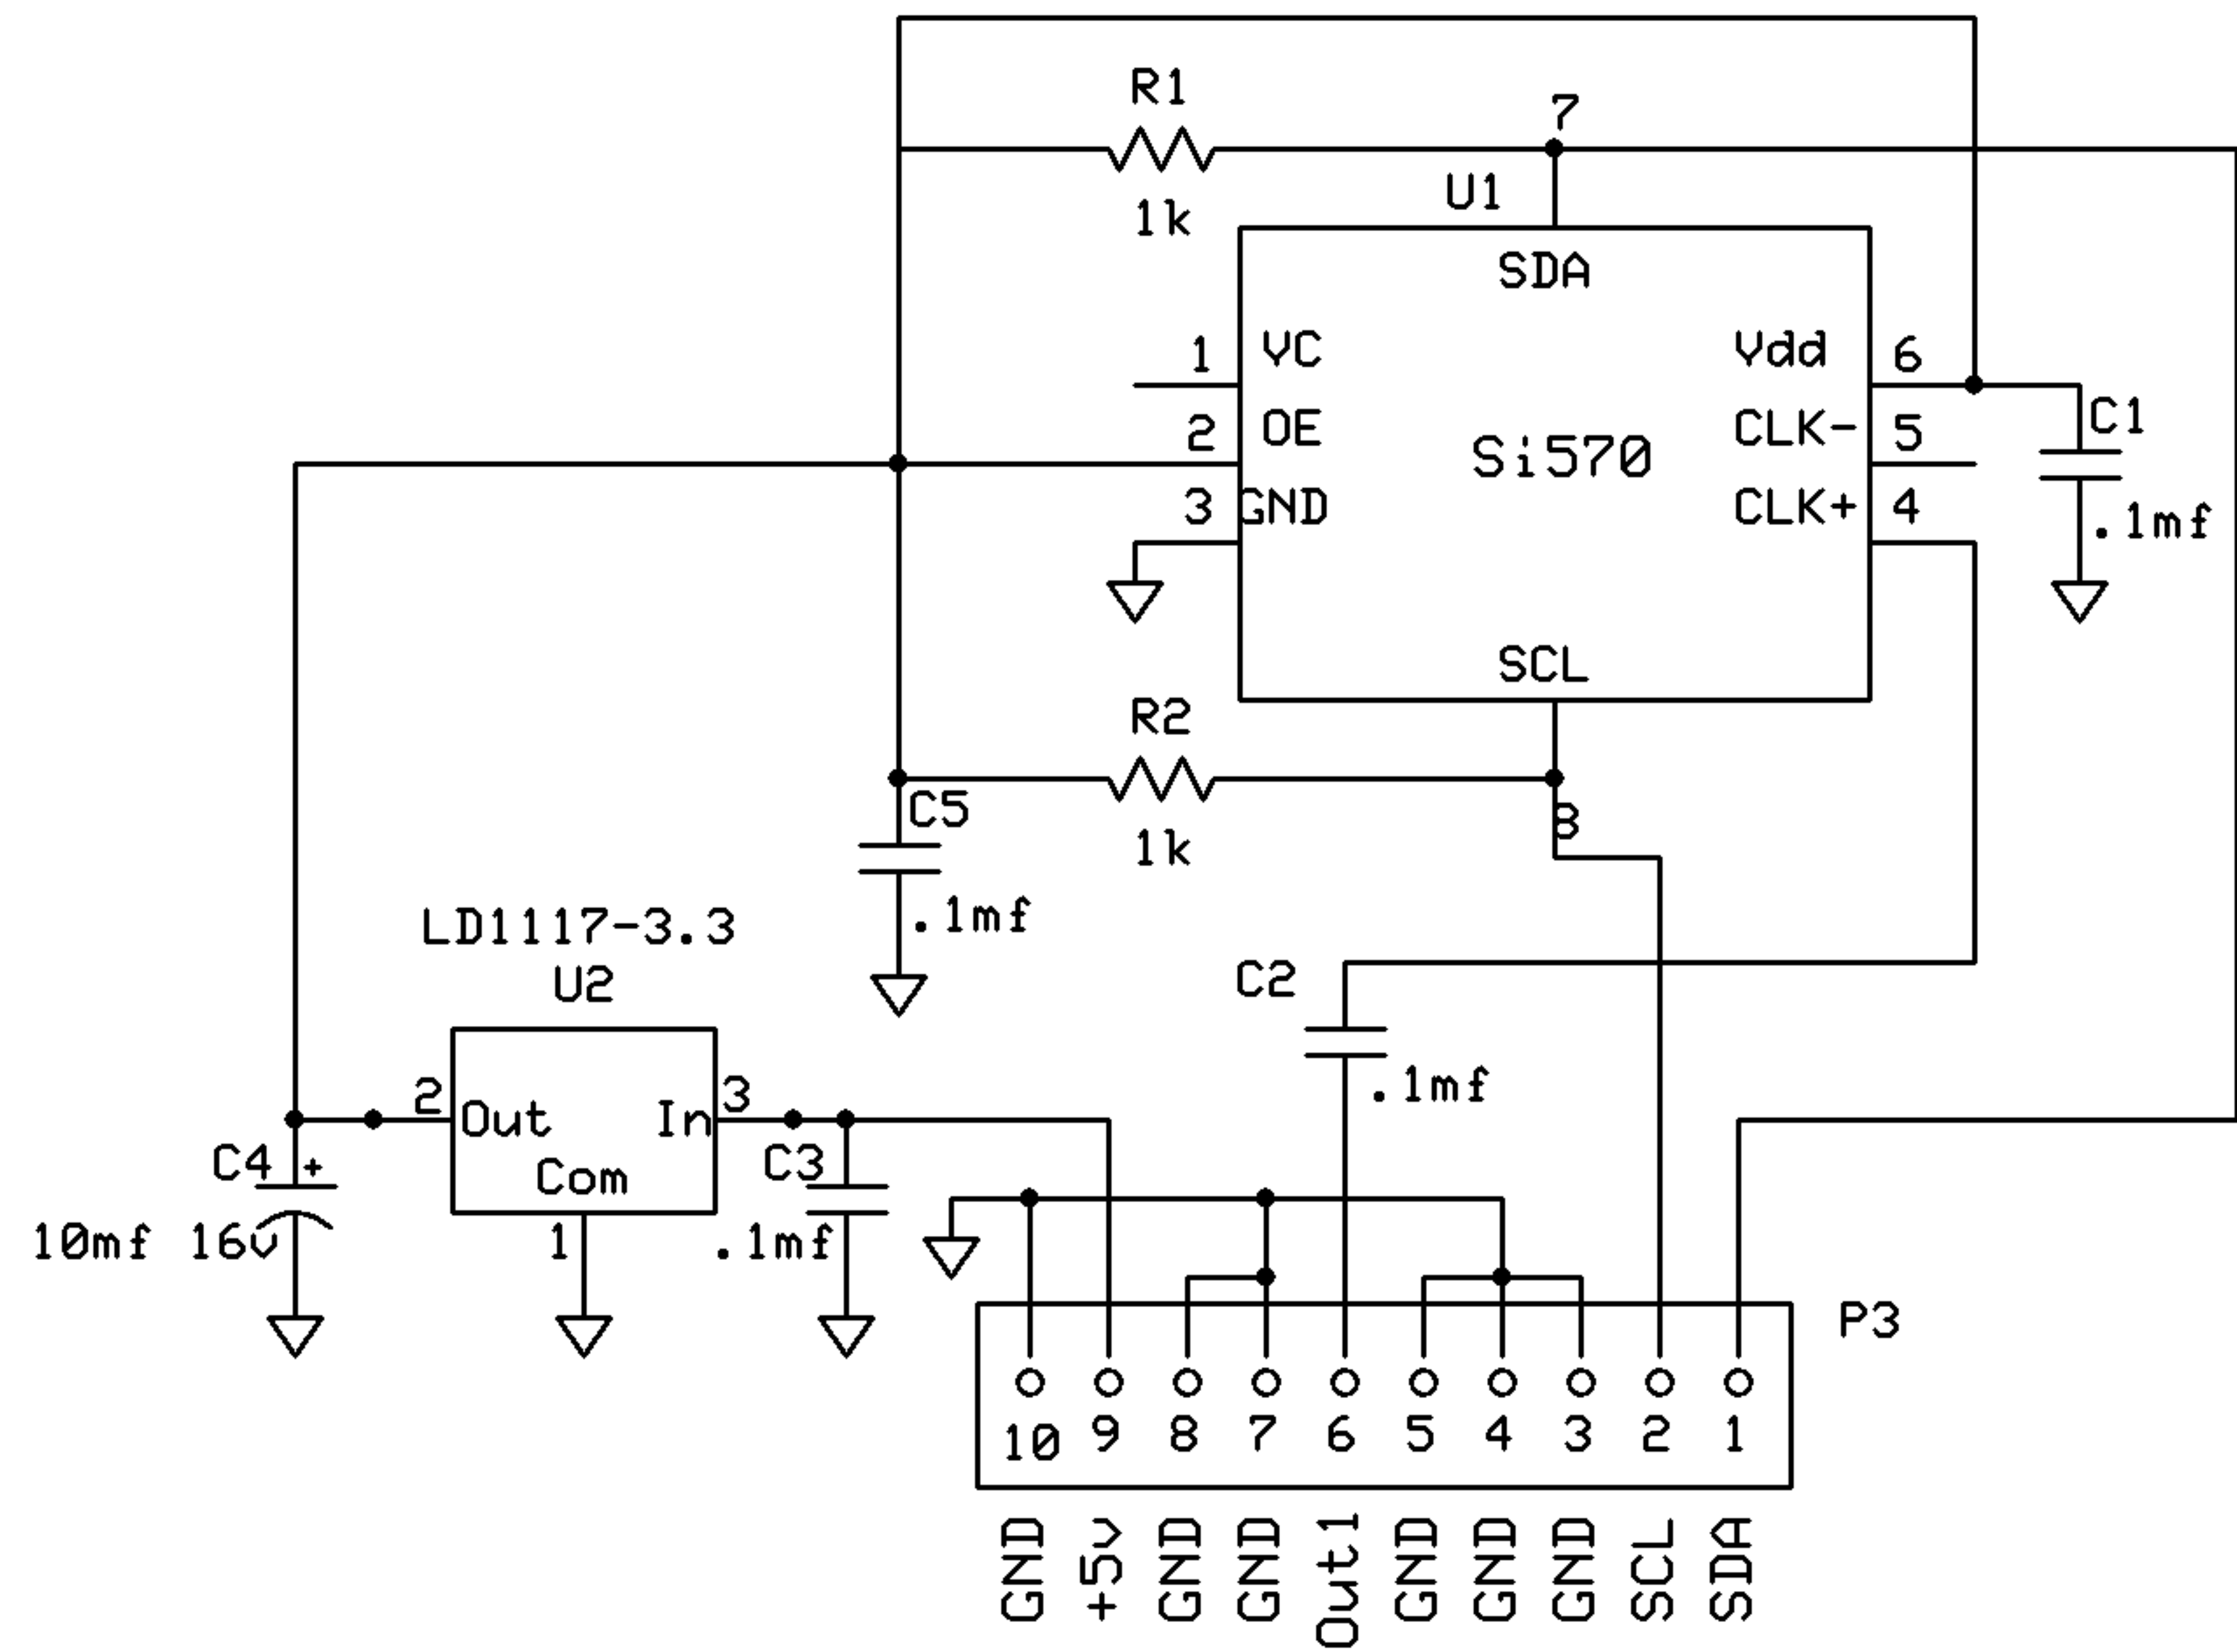 R1
1k
7
U1
SDA
1 VC
Vdd 6
2 OE
CLK- 5
Si570
3 GND
CLK+ 4
C1
.1mf
SCL
R2
1k
8
C5
.1mf
LD1117-3.3
U2
2 Out
In 3
Com
1
C4 +
10mf 16v
C3
.1mf
C2
.1mf
P3
10 9 8 7 6 5 4 3 2 1
GND
+5v
GND
GND
Out1
GND
GND
GND
SCL
SDA